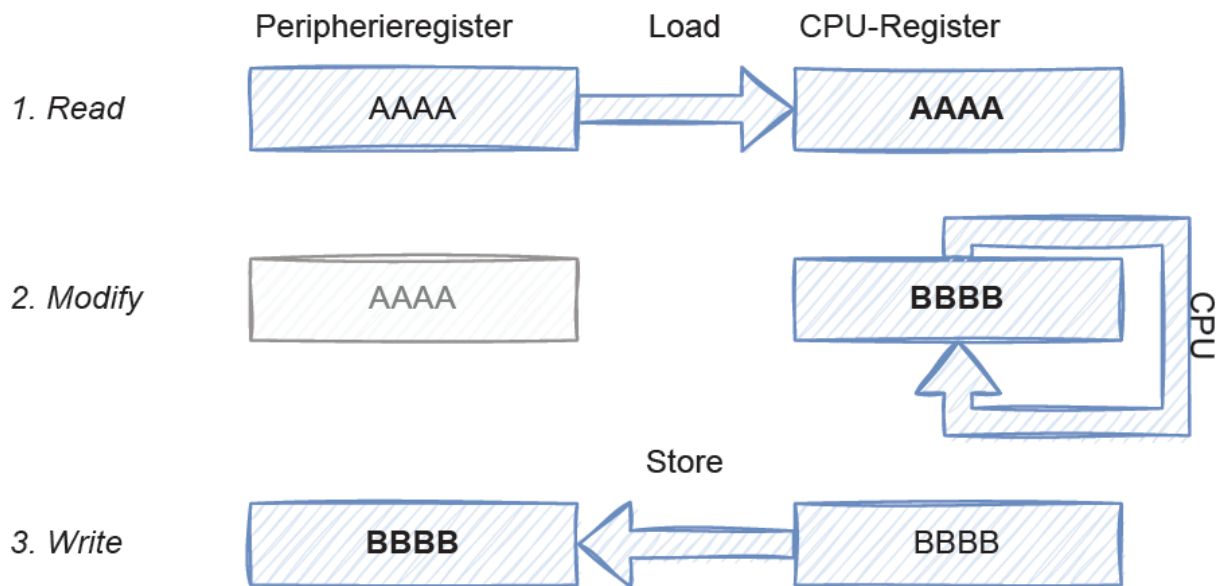 Peripherieregister Load CPU-Register
1. Read AAAA AAAA
2. Modify AAAA BBBB CPU
Store
3. Write BBBB BBBB